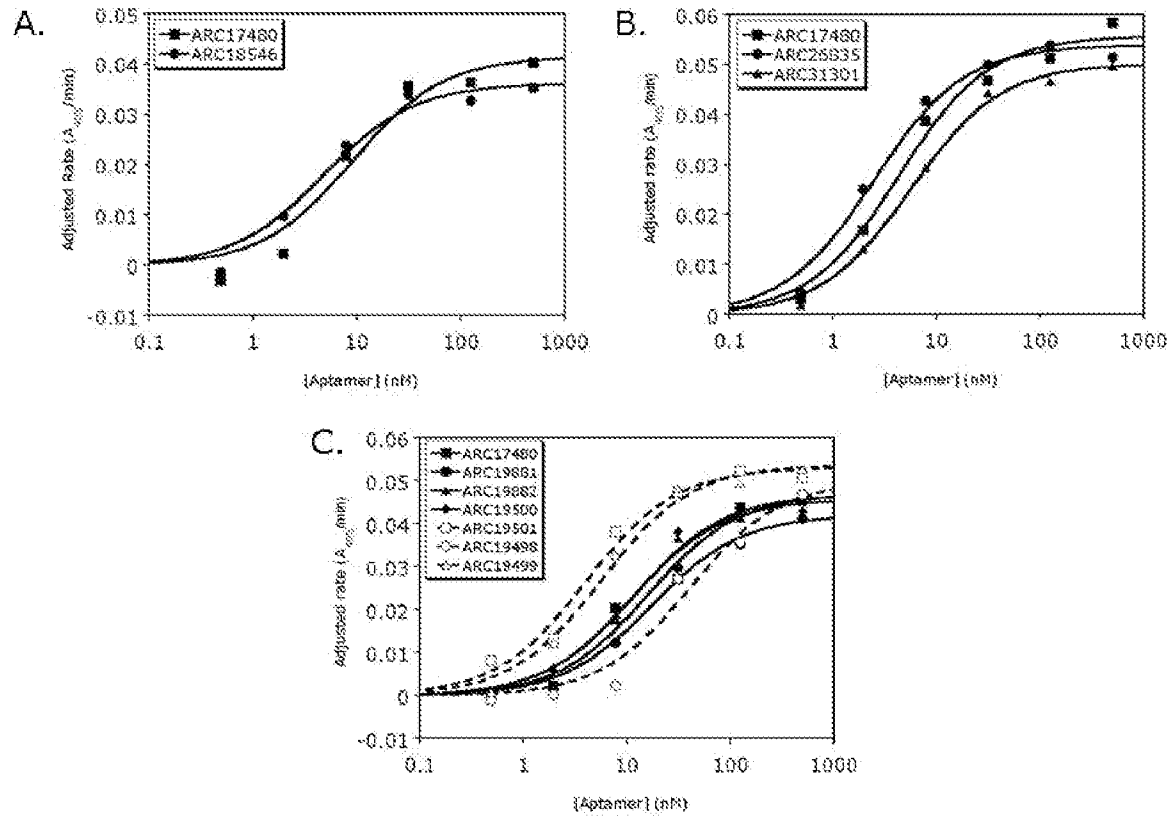 A.
0.05
0.04
0.03
0.02
0.01
0
-0.01
Adjusted Rate (A405/min)
ARC17480
ARC18546
0.1 1 10 100 1000
[Aptamer] (nM)
B.
0.06
0.05
0.04
0.03
0.02
0.01
0
Adjusted rate (A405/min)
ARC17480
ARC26835
ARC31301
0.1 1 10 100 1000
[Aptamer] (nM)
C.
0.06
0.05
0.04
0.03
0.02
0.01
0
-0.01
Adjusted rate (A405/min)
ARC17480
ARC19881
ARC19882
ARC19500
ARC19501
ARC19498
ARC19499
0.1 1 10 100 1000
[Aptamer] (nM)